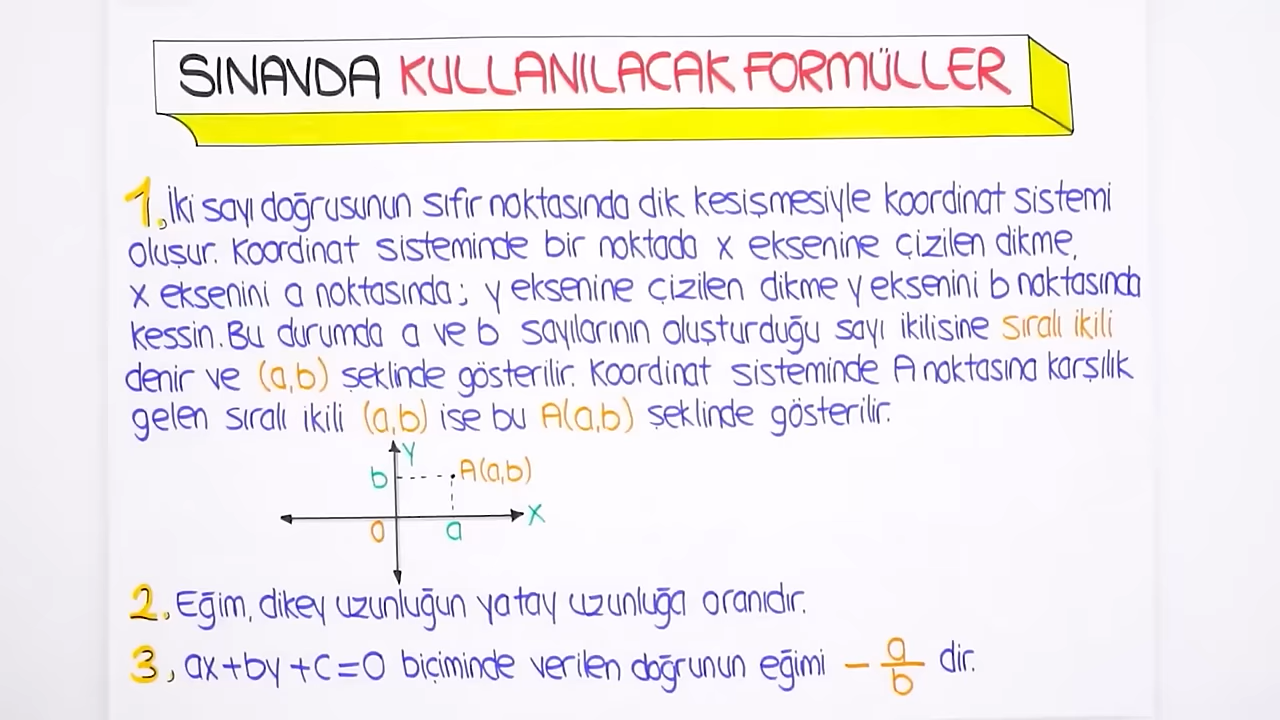 SINAVDA KULLANILACAK FORMÜLLER
1. İki sayı doğrusunun sıfır noktasında dik kesişmesiyle koordinat sistemi
oluşur. Koordinat sisteminde bir noktada x eksenine çizilen dikme,
x eksenini a noktasında; y eksenine çizilen dikme y eksenini b noktasında
kessin. Bu durumda a ve b sayılarının oluşturduğu sayı ikilisine sıralı ikili
denir ve (a,b) şeklinde gösterilir. Koordinat sisteminde A noktasına karşılık
gelen sıralı ikili (a,b) ise bu A(a,b) şeklinde gösterilir.
y
b A(a,b)
x
0 a
2. Eğim, dikey uzunluğun yatay uzunluğa oranıdır.
3. ax+by+c=0 biçiminde verilen doğrunun eğimi -a/b dir.